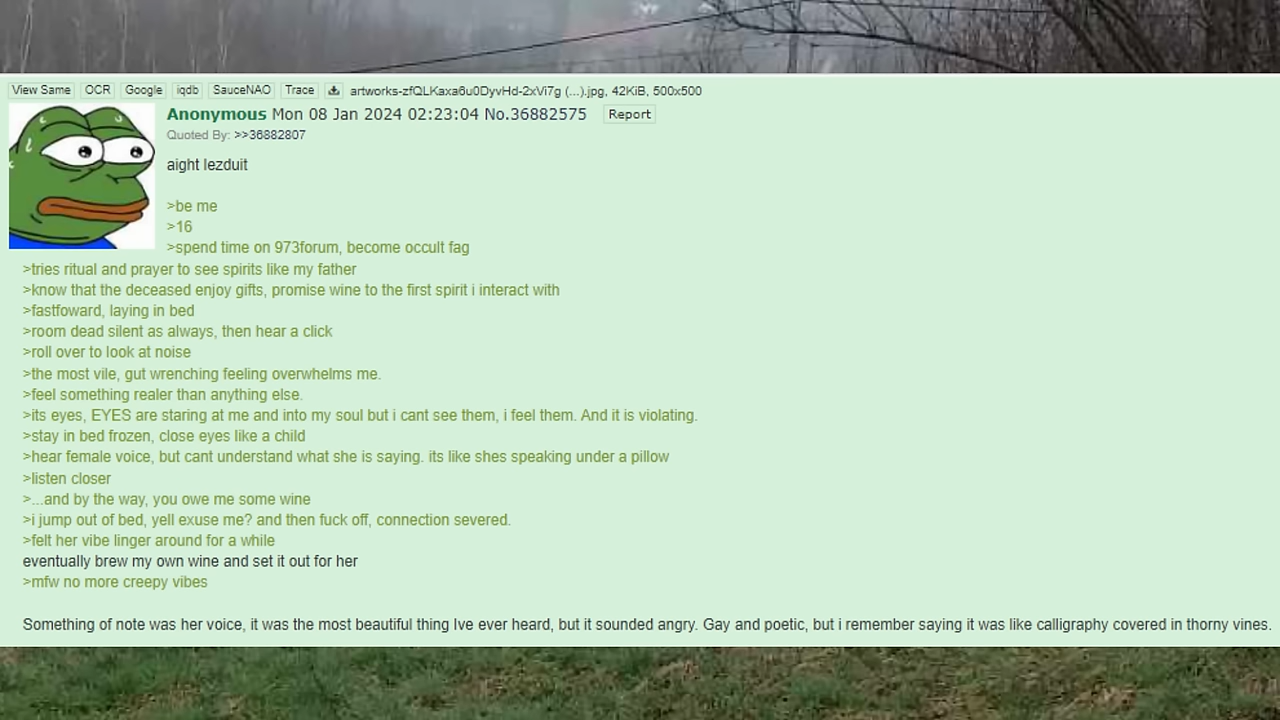 View Same OCR Google iqdb SauceNAO Trace artworks-zfQLKaxa6u0DyvHd-2xVi7g (...).jpg, 42KiB, 500x500
Anonymous Mon 08 Jan 2024 02:23:04 No.36882575 Report
Quoted By: >>36882807
aight lezduit
>be me
>16
>spend time on 973forum, become occult fag
>tries ritual and prayer to see spirits like my father
>know that the deceased enjoy gifts, promise wine to the first spirit i interact with
>fastfoward, laying in bed
>room dead silent as always, then hear a click
>roll over to look at noise
>the most vile, gut wrenching feeling overwhelms me.
>feel something realer than anything else.
>its eyes, EYES are staring at me and into my soul but i cant see them, i feel them. And it is violating.
>stay in bed frozen, close eyes like a child
>hear female voice, but cant understand what she is saying. its like shes speaking under a pillow
>listen closer
>...and by the way, you owe me some wine
>i jump out of bed, yell exuse me? and then fuck off, connection severed.
>felt her vibe linger around for a while
eventually brew my own wine and set it out for her
>mfw no more creepy vibes
Something of note was her voice, it was the most beautiful thing Ive ever heard, but it sounded angry. Gay and poetic, but i remember saying it was like calligraphy covered in thorny vines.